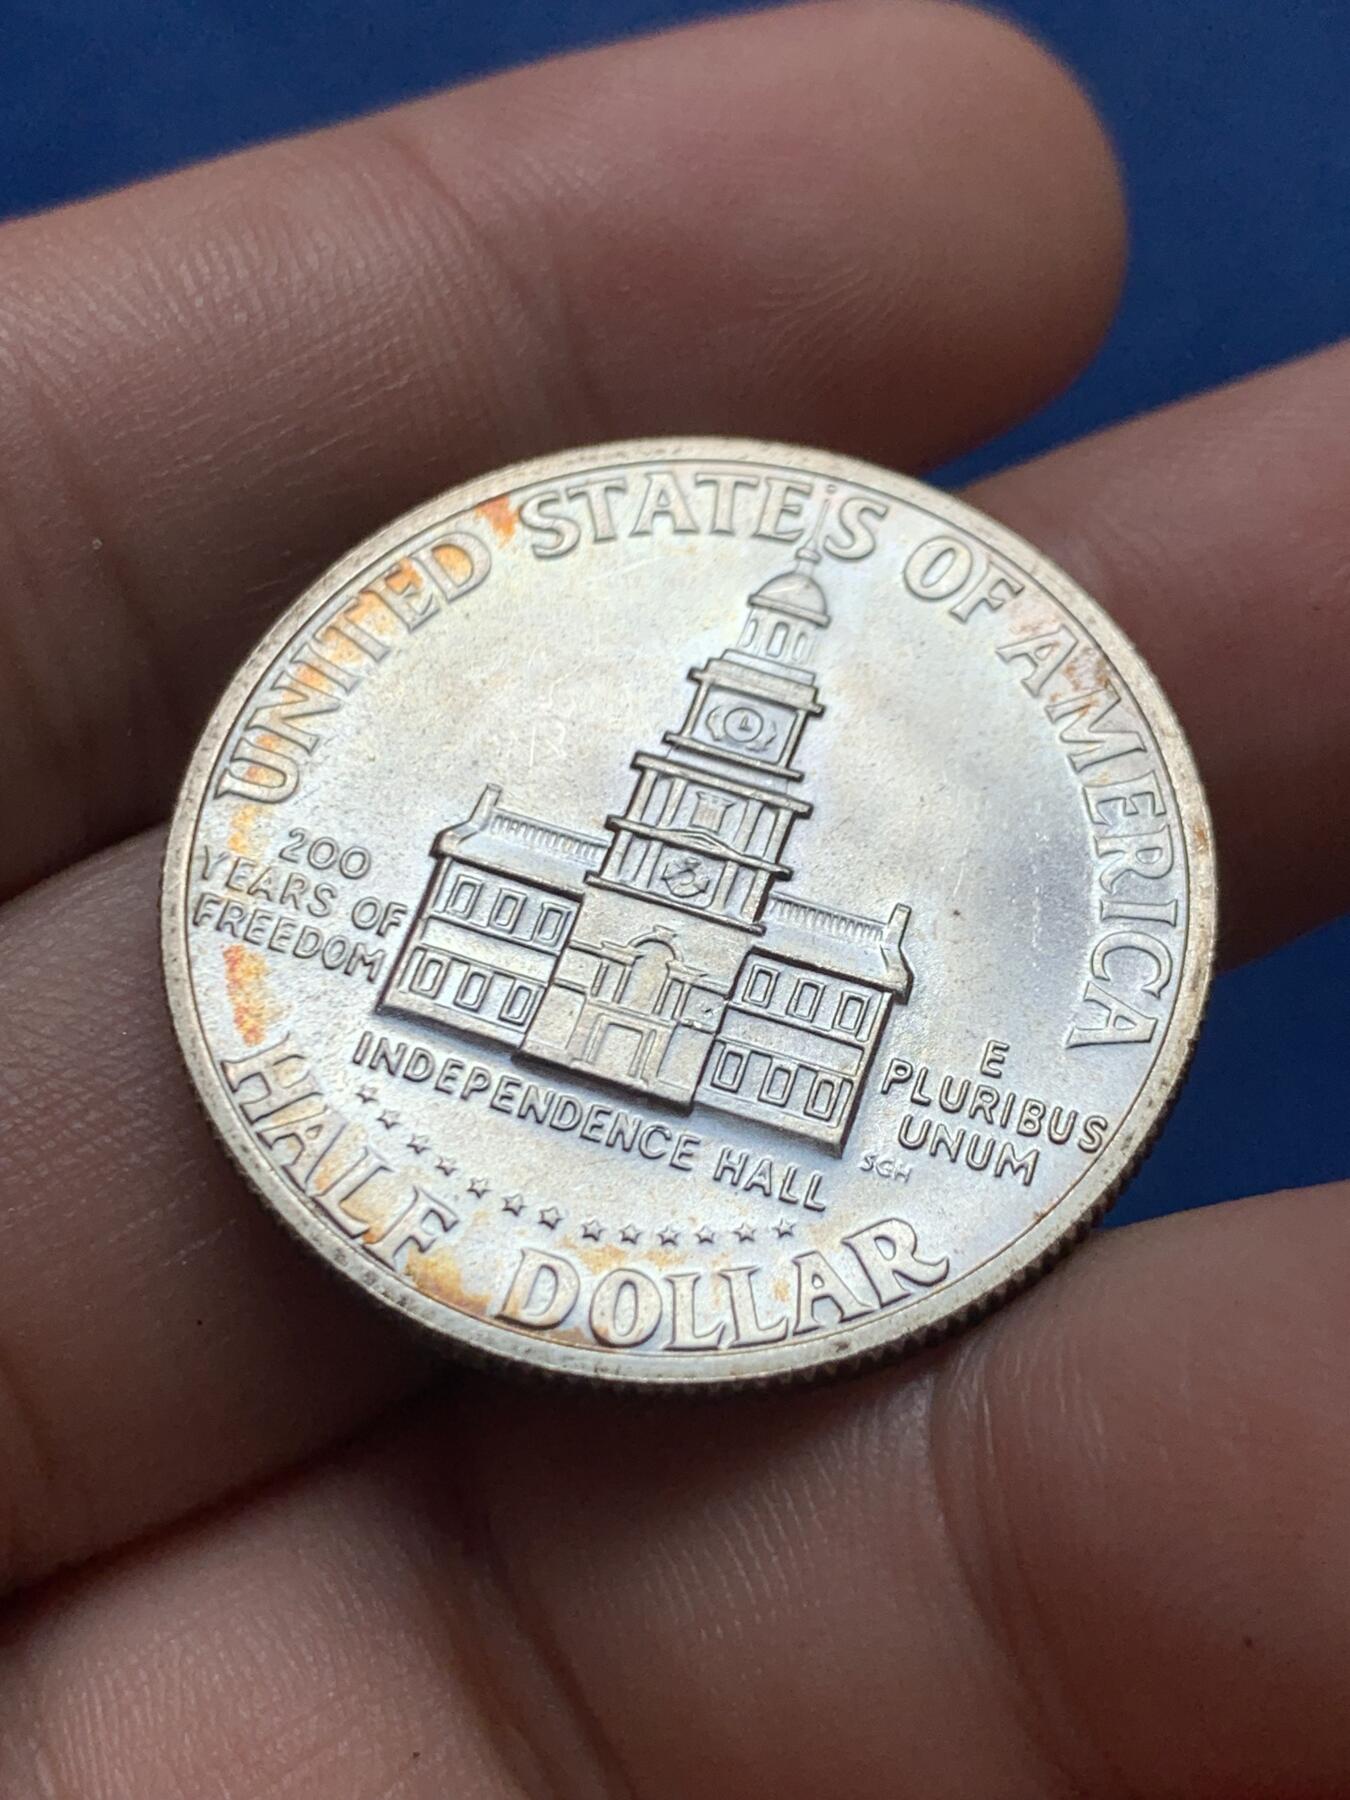 UNITED STATES OF AMERICA
200
YEARS OF
FREEDOM
E
PLURIBUS
UNUM
INDEPENDENCE HALL
SGH
HALF DOLLAR